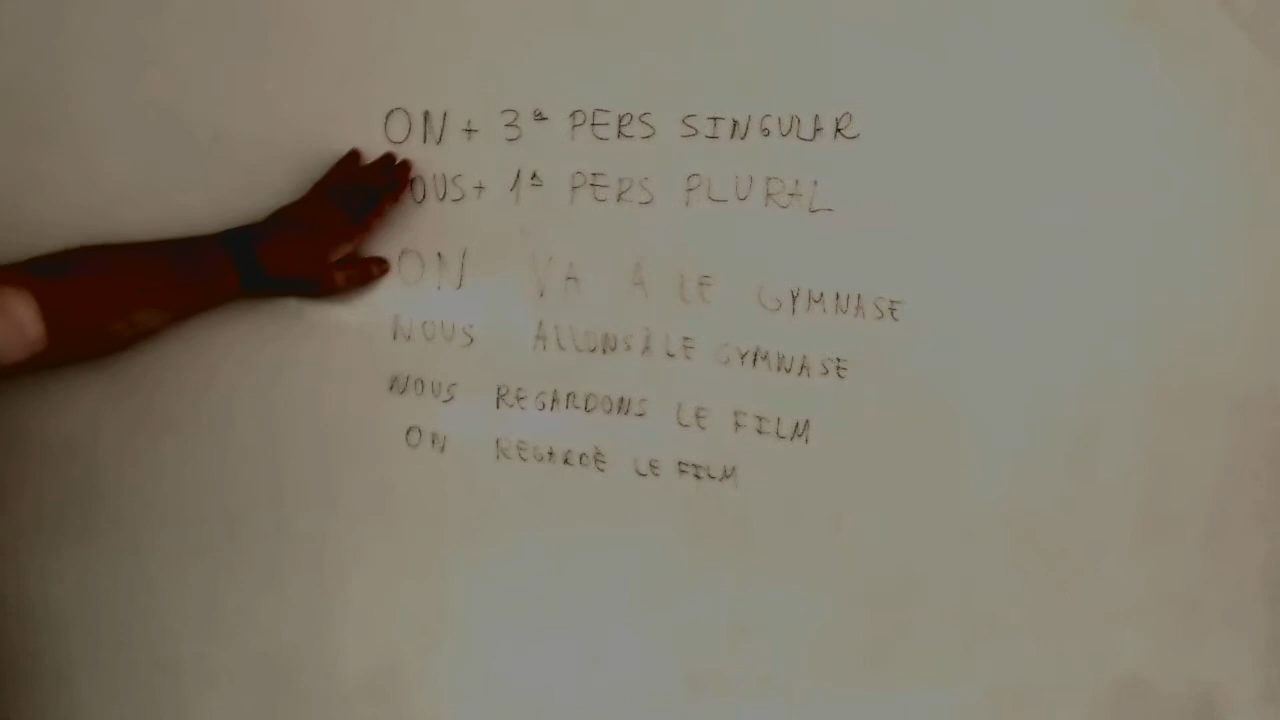 ON + 3ª PERS SINGULAR
OUS + 1ª PERS PLURAL
ON VA A LE GYMNASE
NOUS ALLONS À LE GYMNASE
NOUS REGARDONS LE FILM
ON REGARDÈ LE FILM